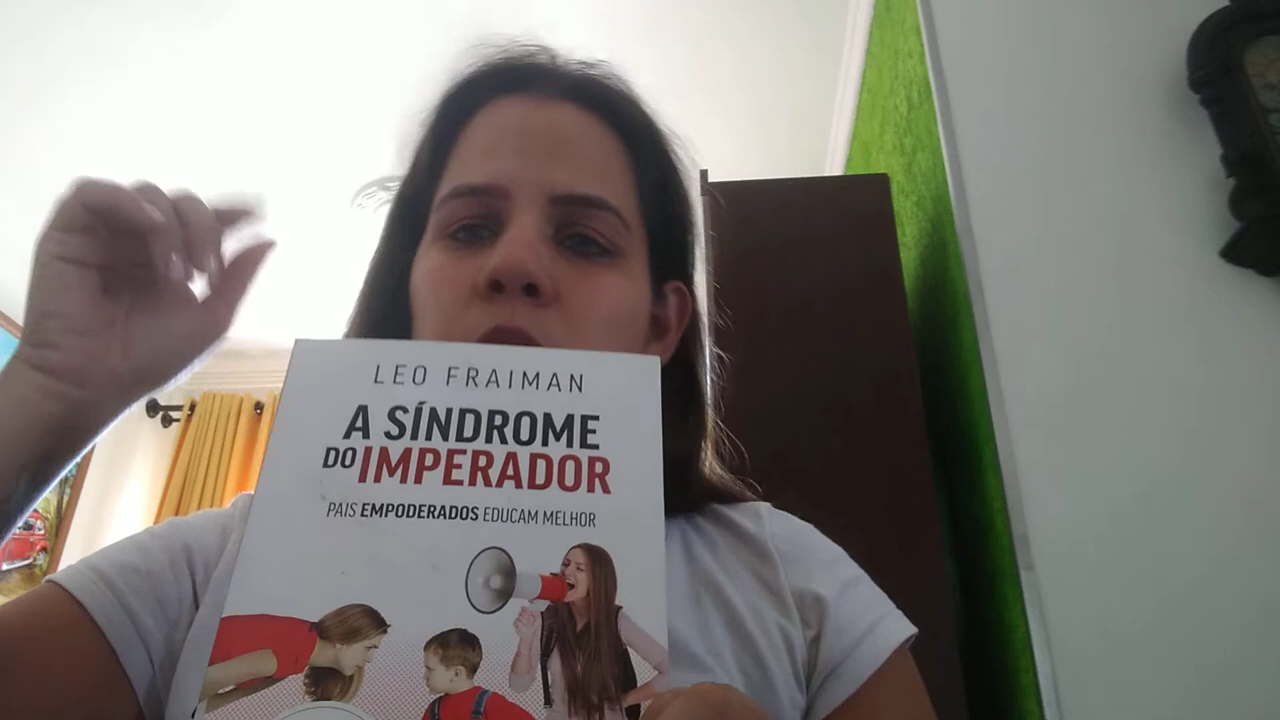 LEO FRAIMAN
A SÍNDROME
DO IMPERADOR
PAIS EMPODERADOS EDUCAM MELHOR